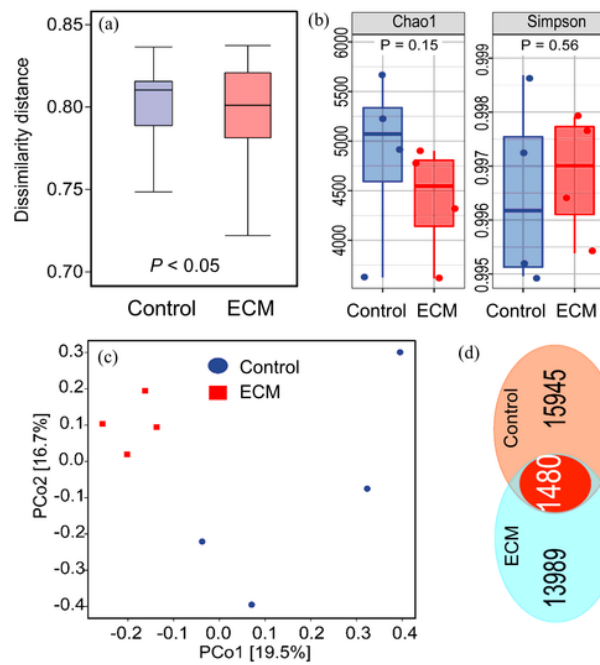 (a)
Dissimilarity distance
0.85
0.80
0.75
0.70
P < 0.05
Control ECM
(b)
Chao1
P = 0.15
6000
5000
4500
4000
Control ECM
Simpson
P = 0.56
0.999
0.998
0.997
0.996
0.995
Control ECM
(c)
Control
ECM
PCo2 [16.7%]
0.3
0.2
0.1
0.0
-0.1
-0.2
-0.3
-0.4
-0.2 -0.1 0.0 0.1 0.2 0.3 0.4
PCo1 [19.5%]
(d)
Control
15945
1480
ECM
13989